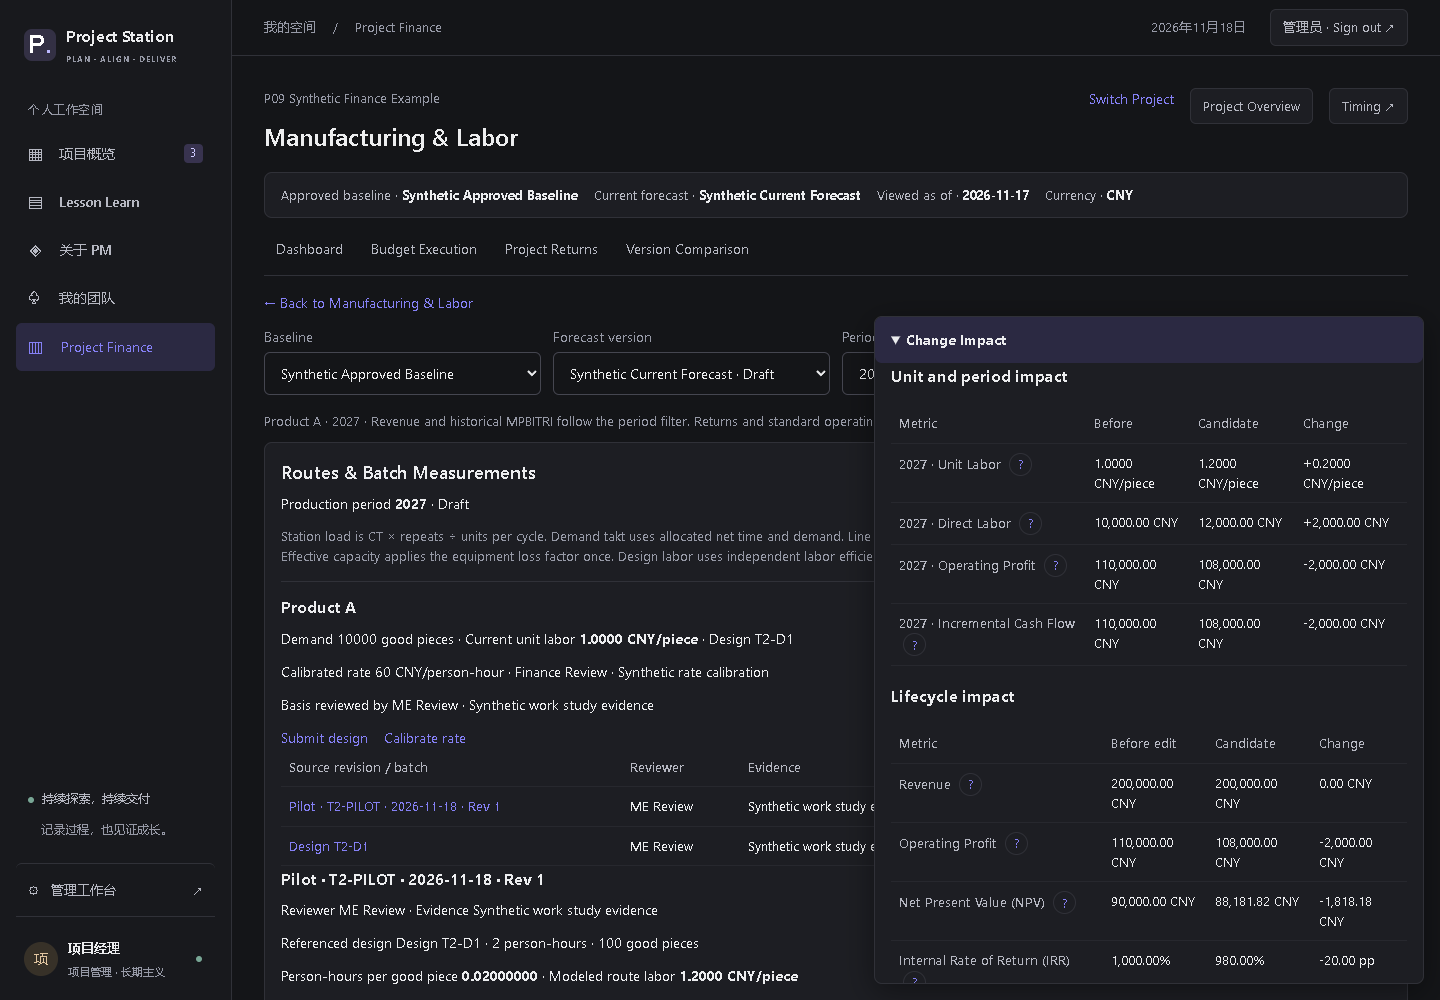 P. Project Station
PLAN · ALIGN · DELIVER
个人工作空间
项目概览 3
Lesson Learn
关于 PM
我的团队
Project Finance
持续探索，持续交付
记录过程，也见证成长。
管理工作台 ↗
项 项目经理
项目管理 · 长期主义
我的空间 / Project Finance
2026年11月18日
管理员 · Sign out ↗
P09 Synthetic Finance Example
Manufacturing & Labor
Switch Project
Project Overview
Timing ↗
Approved baseline · Synthetic Approved Baseline Current forecast · Synthetic Current Forecast Viewed as of · 2026-11-17 Currency · CNY
Dashboard Budget Execution Project Returns Version Comparison
← Back to Manufacturing & Labor
Baseline Forecast version
Synthetic Approved Baseline Synthetic Current Forecast · Draft 20
Product A · 2027 · Revenue and historical MPBITRI follow the period filter. Returns and standard
Routes & Batch Measurements
Production period 2027 · Draft
Station load is CT × repeats ÷ units per cycle. Demand takt uses allocated net time and demand. Line
Effective capacity applies the equipment loss factor once. Design labor uses independent labor
Product A
Demand 10000 good pieces · Current unit labor 1.0000 CNY/piece · Design T2-D1
Calibrated rate 60 CNY/person-hour · Finance Review · Synthetic rate calibration
Basis reviewed by ME Review · Synthetic work study evidence
Submit design Calibrate rate
Source revision / batch Reviewer Evidence
Pilot · T2-PILOT · 2026-11-18 · Rev 1 ME Review Synthetic work study
Design T2-D1 ME Review Synthetic work study
Pilot · T2-PILOT · 2026-11-18 · Rev 1
Reviewer ME Review · Evidence Synthetic work study evidence
Referenced design Design T2-D1 · 2 person-hours · 100 good pieces
Person-hours per good piece 0.02000000 · Modeled route labor 1.2000 CNY/piece
▼ Change Impact
Unit and period impact
Metric Before Candidate Change
2027 · Unit Labor ? 1.0000 CNY/piece 1.2000 CNY/piece +0.2000 CNY/piece
2027 · Direct Labor ? 10,000.00 CNY 12,000.00 CNY +2,000.00 CNY
2027 · Operating Profit ? 110,000.00 CNY 108,000.00 CNY -2,000.00 CNY
2027 · Incremental Cash Flow ? 110,000.00 CNY 108,000.00 CNY -2,000.00 CNY
Lifecycle impact
Metric Before edit Candidate Change
Revenue ? 200,000.00 CNY 200,000.00 CNY 0.00 CNY
Operating Profit ? 110,000.00 CNY 108,000.00 CNY -2,000.00 CNY
Net Present Value (NPV) ? 90,000.00 CNY 88,181.82 CNY -1,818.18 CNY
Internal Rate of Return (IRR) ? 1,000.00% 980.00% -20.00 pp